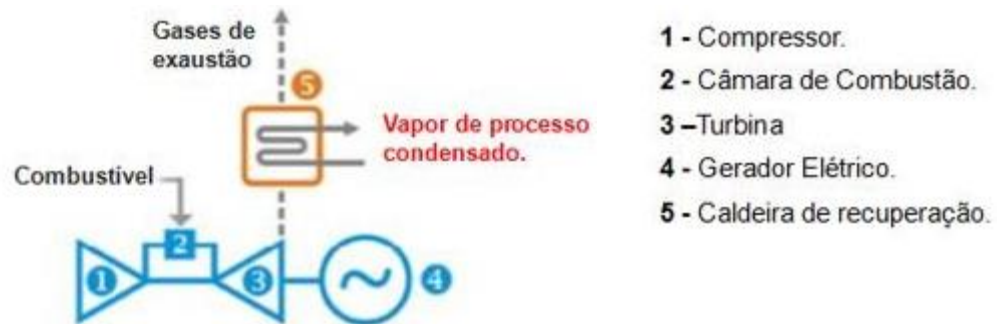 Gases de
exaustão
5
Vapor de processo
condensado.
Combustivel
2
1
3
4
1 - Compressor.
2 - Câmara de Combustão.
3 –Turbina
4 - Gerador Elétrico.
5 - Caldeira de recuperação.